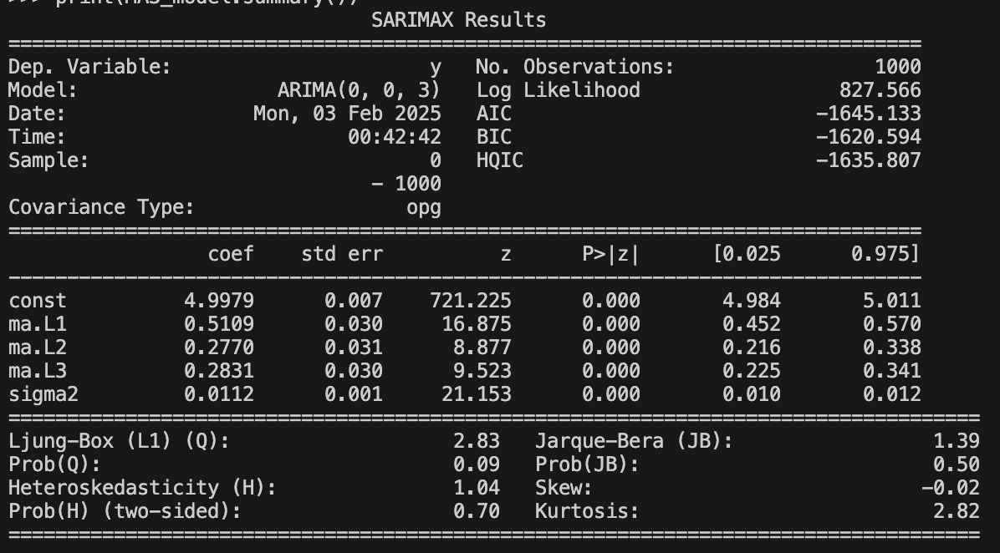 >>> print(MA3_model.summary())
SARIMAX Results
==============================================================================
Dep. Variable: y No. Observations: 1000
Model: ARIMA(0, 0, 3) Log Likelihood 827.566
Date: Mon, 03 Feb 2025 AIC -1645.133
Time: 00:42:42 BIC -1620.594
Sample: 0 HQIC -1635.807
- 1000
Covariance Type: opg
==============================================================================
coef std err z P>|z| [0.025 0.975]
------------------------------------------------------------------------------
const 4.9979 0.007 721.225 0.000 4.984 5.011
ma.L1 0.5109 0.030 16.875 0.000 0.452 0.570
ma.L2 0.2770 0.031 8.877 0.000 0.216 0.338
ma.L3 0.2831 0.030 9.523 0.000 0.225 0.341
sigma2 0.0112 0.001 21.153 0.000 0.010 0.012
===================================================================================
Ljung-Box (L1) (Q): 2.83 Jarque-Bera (JB): 1.39
Prob(Q): 0.09 Prob(JB): 0.50
Heteroskedasticity (H): 1.04 Skew: -0.02
Prob(H) (two-sided): 0.70 Kurtosis: 2.82
===================================================================================